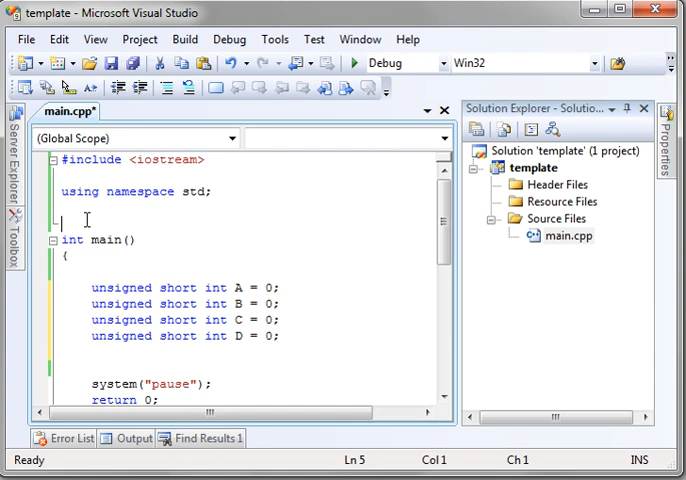 template - Microsoft Visual Studio
File Edit View Project Build Debug Tools Test Window Help
Debug Win32
main.cpp*
(Global Scope)
#include <iostream>
using namespace std;
int main()
{
unsigned short int A = 0;
unsigned short int B = 0;
unsigned short int C = 0;
unsigned short int D = 0;
system("pause");
return 0;
Server Explorer
Toolbox
Solution Explorer - Solutio...
Solution 'template' (1 project)
template
Header Files
Resource Files
Source Files
main.cpp
Properties
Error List Output Find Results 1
Ready Ln 5 Col 1 Ch 1 INS